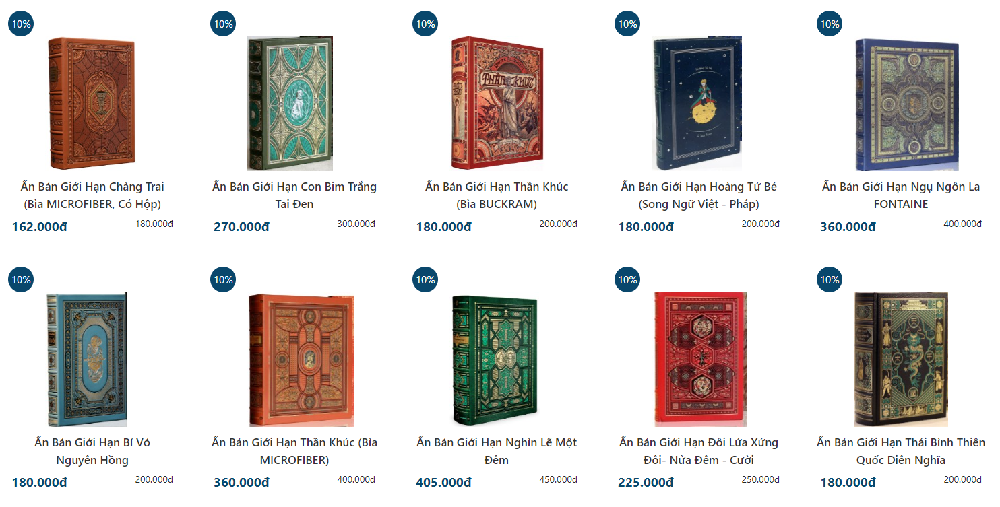 10%
10%
10%
10%
10%
THẦN KHÚC
Ấn Bản Giới Hạn Chàng Trai
(Bìa MICROFIBER, Có Hộp)
162.000đ
180.000đ
Ấn Bản Giới Hạn Con Bim Trắng
Tai Đen
270.000đ
300.000đ
Ấn Bản Giới Hạn Thần Khúc
(Bìa BUCKRAM)
180.000đ
200.000đ
Ấn Bản Giới Hạn Hoàng Tử Bé
(Song Ngữ Việt - Pháp)
180.000đ
200.000đ
Ấn Bản Giới Hạn Ngụ Ngôn La
FONTAINE
360.000đ
400.000đ
10%
10%
10%
10%
10%
Ấn Bản Giới Hạn Bỉ Vỏ
Nguyên Hồng
180.000đ
200.000đ
Ấn Bản Giới Hạn Thần Khúc (Bìa
MICROFIBER)
360.000đ
400.000đ
Ấn Bản Giới Hạn Nghìn Lẽ Một
Đêm
405.000đ
450.000đ
Ấn Bản Giới Hạn Đôi Lứa Xứng
Đôi- Nửa Đêm - Cười
225.000đ
250.000đ
Ấn Bản Giới Hạn Thái Bình Thiên
Quốc Diên Nghĩa
180.000đ
200.000đ